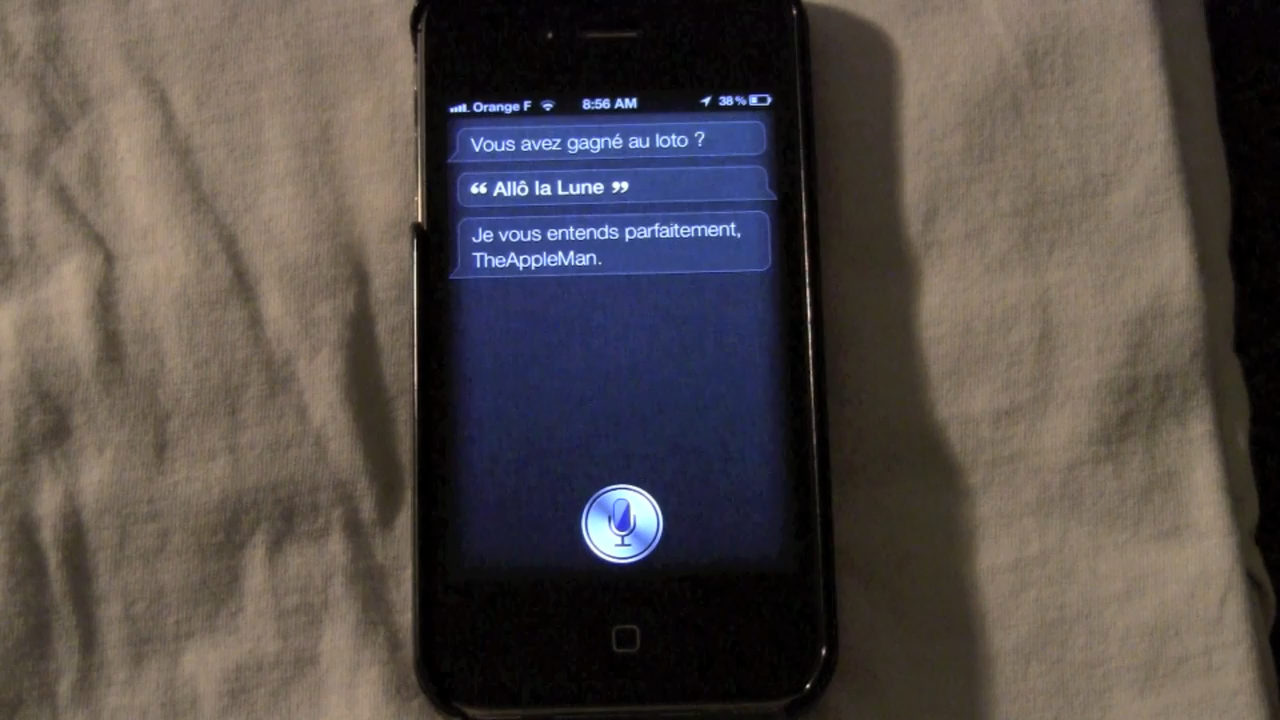 Orange F 8:56 AM 38%
Vous avez gagné au loto ?
“ Allô la Lune ”
Je vous entends parfaitement,
TheAppleMan.